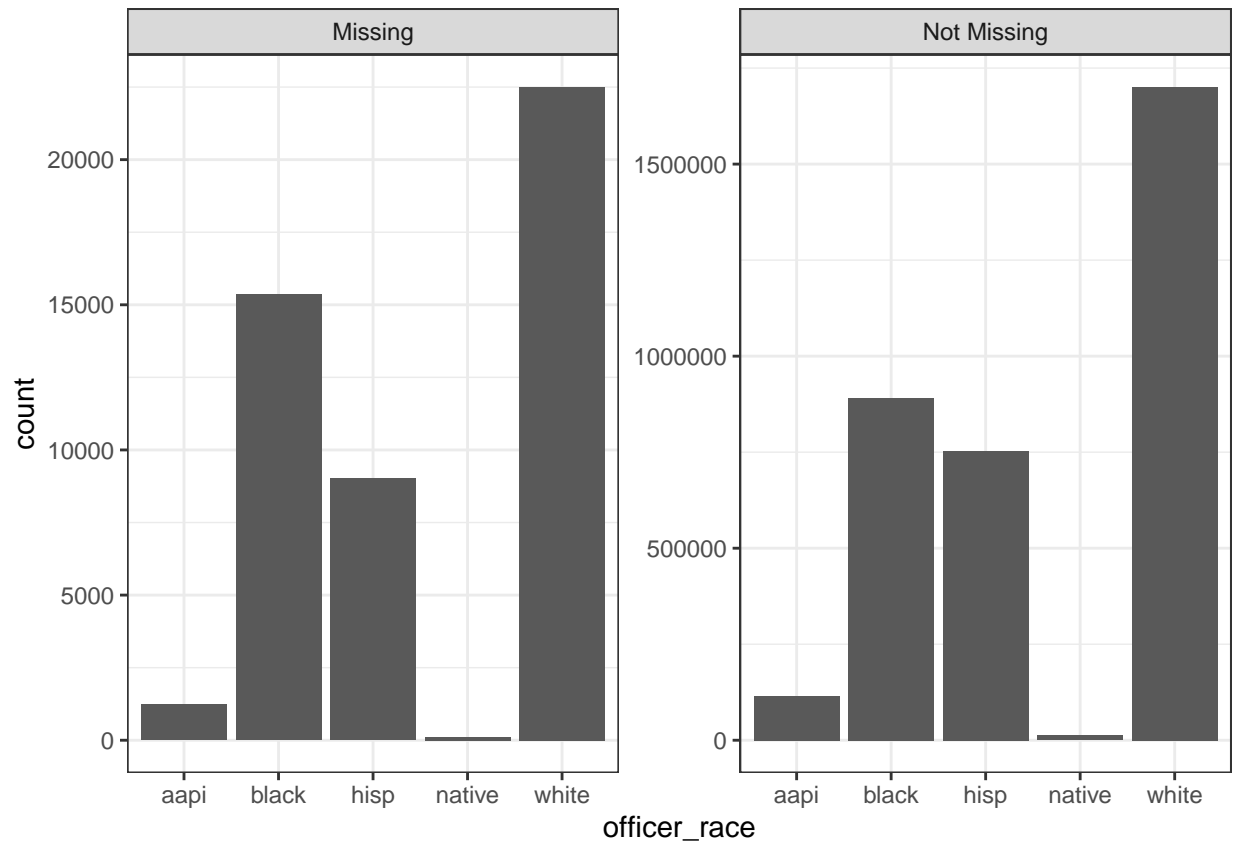 Missing
Not Missing
count
20000
15000
10000
5000
0
1500000
1000000
500000
0
aapi black hisp native white
aapi black hisp native white
officer_race